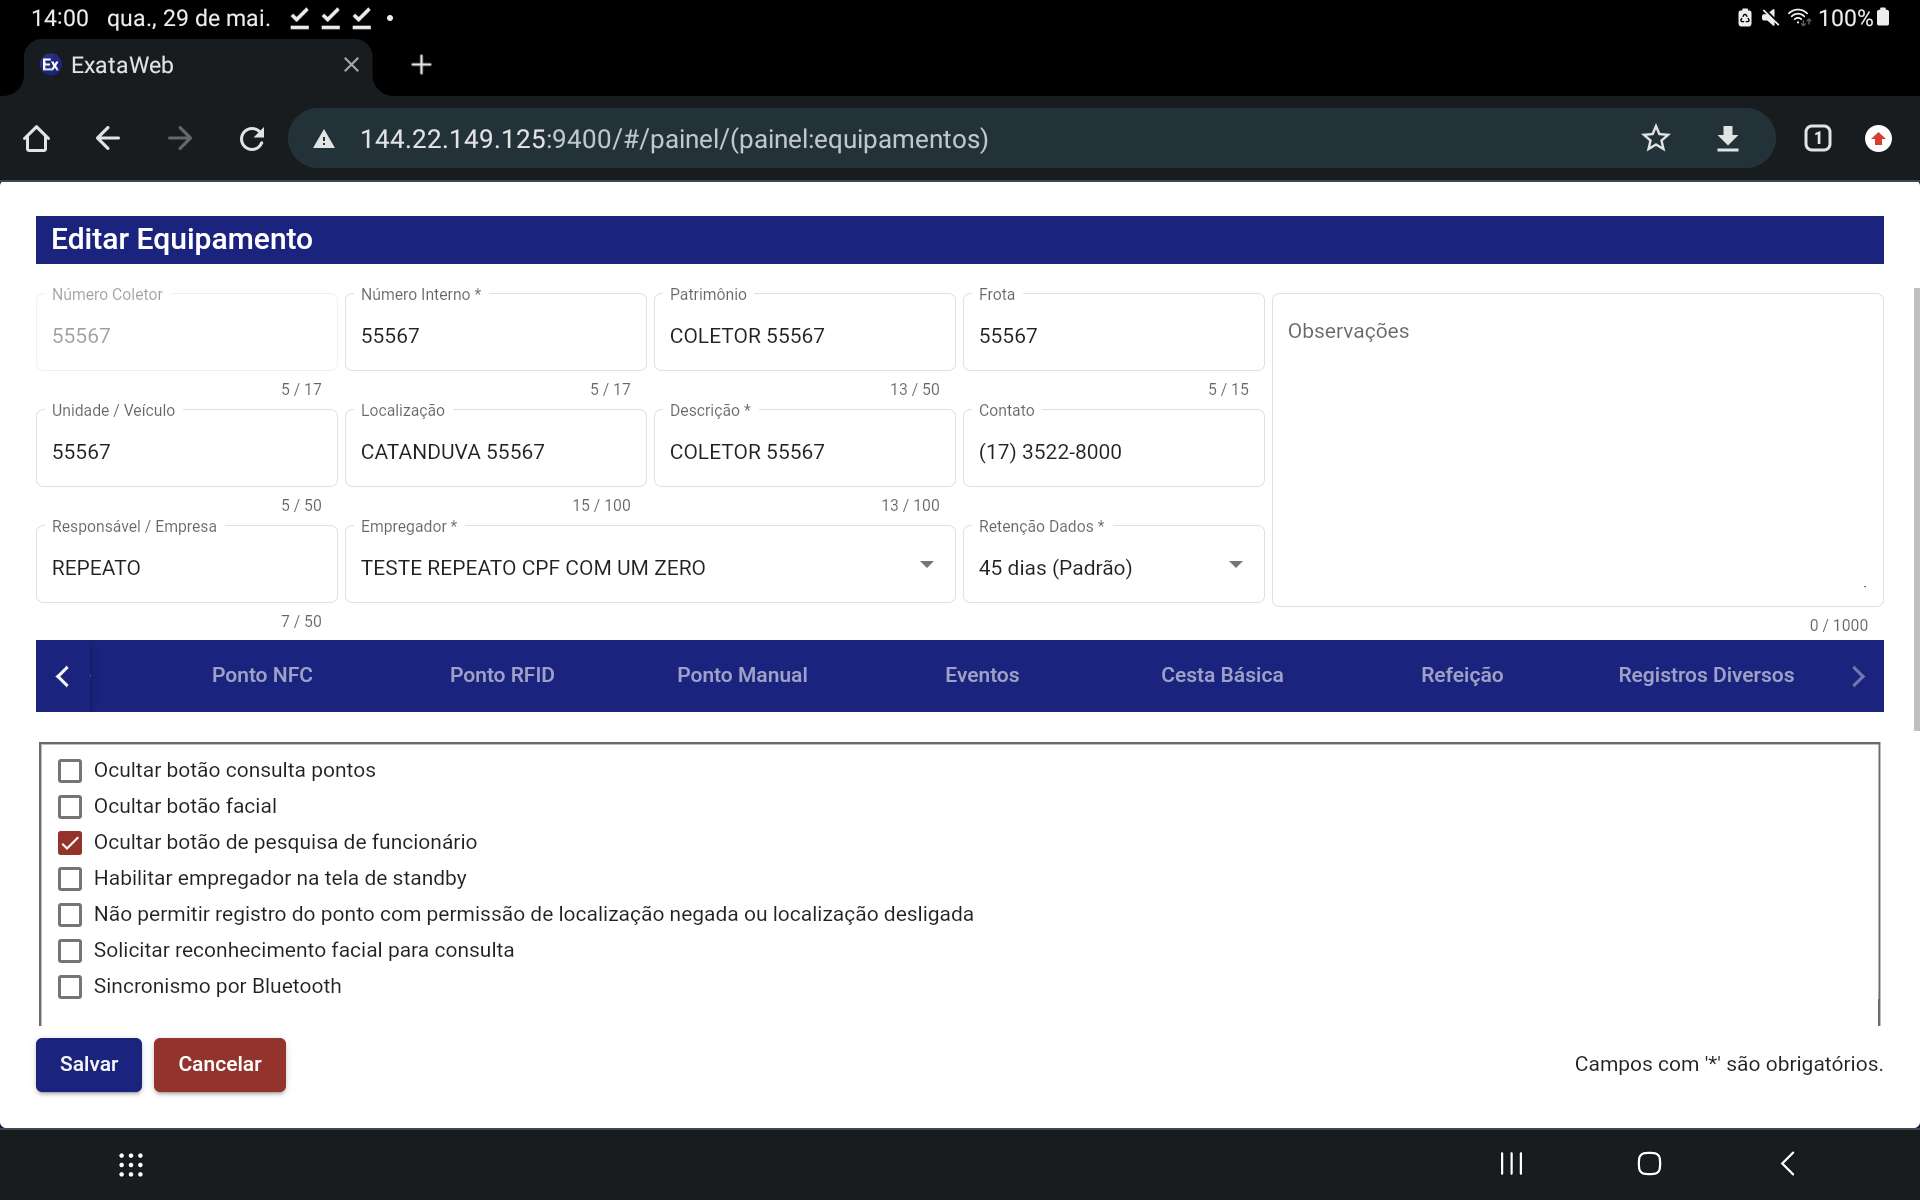 14:00 qua., 29 de mai.
100%
Ex ExataWeb
144.22.149.125:9400/#/painel/(painel:equipamentos)
1
Editar Equipamento
Número Coletor
55567
5 / 17
Número Interno *
55567
5 / 17
Patrimônio
COLETOR 55567
13 / 50
Frota
55567
5 / 15
Observações
0 / 1000
Unidade / Veículo
55567
5 / 50
Localização
CATANDUVA 55567
15 / 100
Descrição *
COLETOR 55567
13 / 100
Contato
(17) 3522-8000
Responsável / Empresa
REPEATO
7 / 50
Empregador *
TESTE REPEATO CPF COM UM ZERO
Retenção Dados *
45 dias (Padrão)
Ponto NFC
Ponto RFID
Ponto Manual
Eventos
Cesta Básica
Refeição
Registros Diversos
Ocultar botão consulta pontos
Ocultar botão facial
Ocultar botão de pesquisa de funcionário
Habilitar empregador na tela de standby
Não permitir registro do ponto com permissão de localização negada ou localização desligada
Solicitar reconhecimento facial para consulta
Sincronismo por Bluetooth
Salvar
Cancelar
Campos com '*' são obrigatórios.